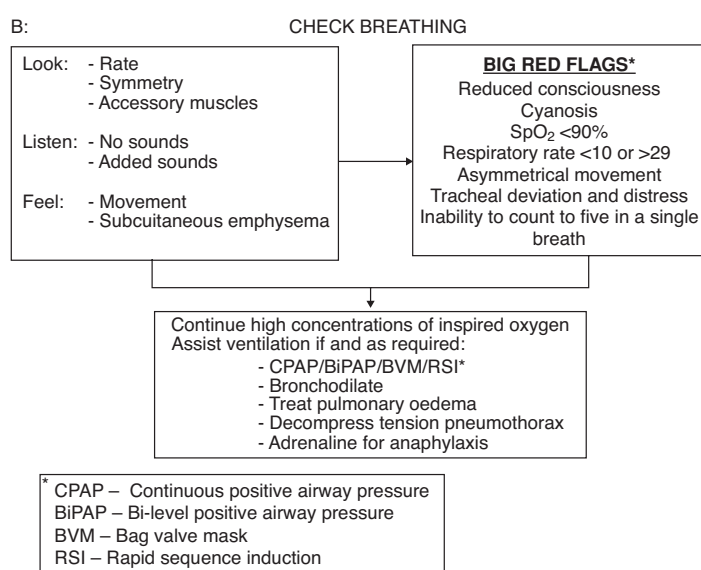 B: CHECK BREATHING
Look: - Rate
- Symmetry
- Accessory muscles
Listen: - No sounds
- Added sounds
Feel: - Movement
- Subcuitaneous emphysema
BIG RED FLAGS*
Reduced consciousness
Cyanosis
SpO₂ <90%
Respiratory rate <10 or >29
Asymmetrical movement
Tracheal deviation and distress
Inability to count to five in a single
breath
Continue high concentrations of inspired oxygen
Assist ventilation if and as required:
- CPAP/BiPAP/BVM/RSI*
- Bronchodilate
- Treat pulmonary oedema
- Decompress tension pneumothorax
- Adrenaline for anaphylaxis
* CPAP – Continuous positive airway pressure
BiPAP – Bi-level positive airway pressure
BVM – Bag valve mask
RSI – Rapid sequence induction